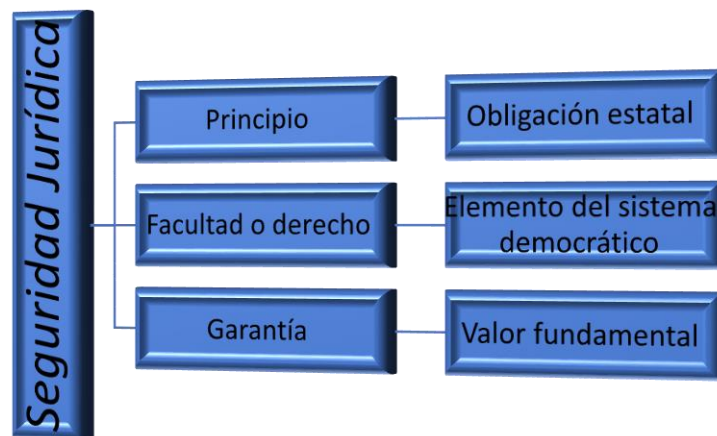 Seguridad Jurídica
Principio
Obligación estatal
Facultad o derecho
Elemento del sistema
democrático
Garantía
Valor fundamental